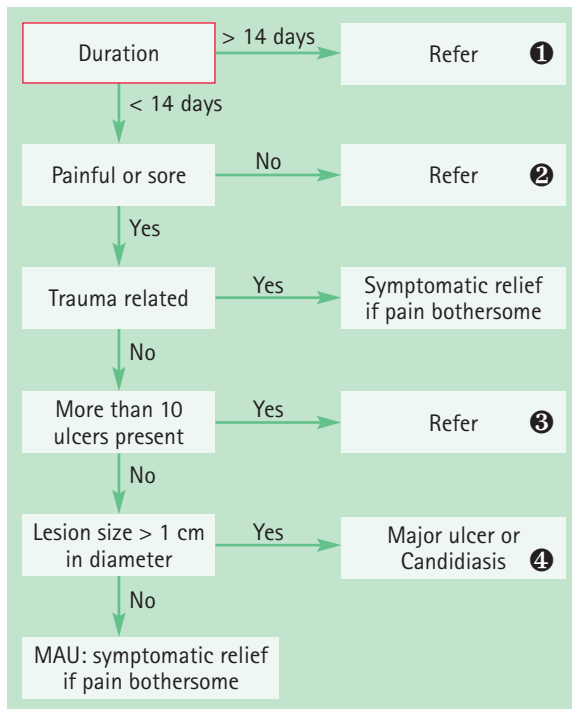 Duration
> 14 days
Refer
❶
< 14 days
Painful or sore
No
Refer
❷
Yes
Trauma related
Yes
Symptomatic relief
if pain bothersome
No
More than 10
ulcers present
Yes
Refer
❸
No
Lesion size > 1 cm
in diameter
Yes
Major ulcer or
Candidiasis
❹
No
MAU: symptomatic relief
if pain bothersome